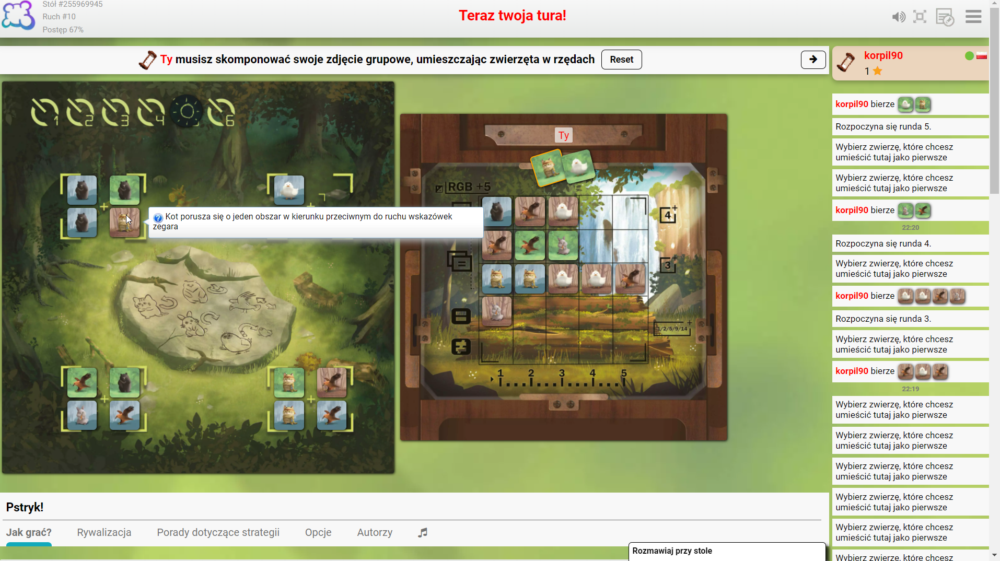 Stół #255969945
Ruch #10
Postęp 67%
Teraz twoja tura!
Ty musisz skomponować swoje zdjęcie grupowe, umieszczając zwierzęta w rzędach
Reset
korpil90
1
1 2 3 4 6
Kot porusza się o jeden obszar w kierunku przeciwnym do ruchu wskazówek
zegara
Ty
RGB +5
4+
3+
1/2/5/9/14 +
1 2 3 4 5
korpil90 bierze
Rozpoczyna się runda 5.
Wybierz zwierzę, które chcesz
umieścić tutaj jako pierwsze
Wybierz zwierzę, które chcesz
umieścić tutaj jako pierwsze
korpil90 bierze
22:20
Rozpoczyna się runda 4.
Wybierz zwierzę, które chcesz
umieścić tutaj jako pierwsze
korpil90 bierze
Rozpoczyna się runda 3.
Wybierz zwierzę, które chcesz
umieścić tutaj jako pierwsze
korpil90 bierze
22:19
Wybierz zwierzę, które chcesz
umieścić tutaj jako pierwsze
Wybierz zwierzę, które chcesz
umieścić tutaj jako pierwsze
Wybierz zwierzę, które chcesz
umieścić tutaj jako pierwsze
Wybierz zwierzę, które chcesz
umieścić tutaj jako pierwsze
Wybierz zwierzę, które chcesz
umieścić tutaj jako pierwsze
Wybierz zwierzę, które chcesz
Pstryk!
Jak grać?
Rywalizacja
Porady dotyczące strategii
Opcje
Autorzy
Rozmawiaj przy stole